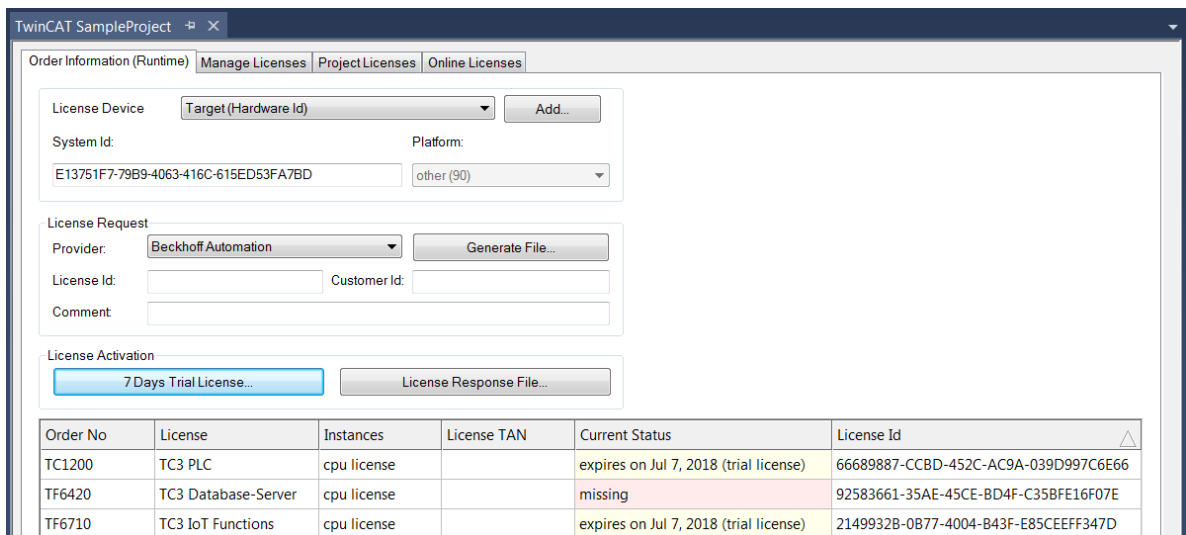 TwinCAT SampleProject
Order Information (Runtime) Manage Licenses Project Licenses Online Licenses
License Device Target (Hardware Id) Add...
System Id: Platform:
E13751F7-79B9-4063-416C-615ED53FA7BD other (90)
License Request
Provider: Beckhoff Automation Generate File...
License Id: Customer Id:
Comment:
License Activation
7 Days Trial License... License Response File...
Order No License Instances License TAN Current Status License Id
TC1200 TC3 PLC cpu license expires on Jul 7, 2018 (trial license) 66689887-CCBD-452C-AC9A-039D997C6E66
TF6420 TC3 Database-Server cpu license missing 92583661-35AE-45CE-BD4F-C35BFE16F07E
TF6710 TC3 IoT Functions cpu license expires on Jul 7, 2018 (trial license) 2149932B-0B77-4004-B43F-E85CEEFF347D